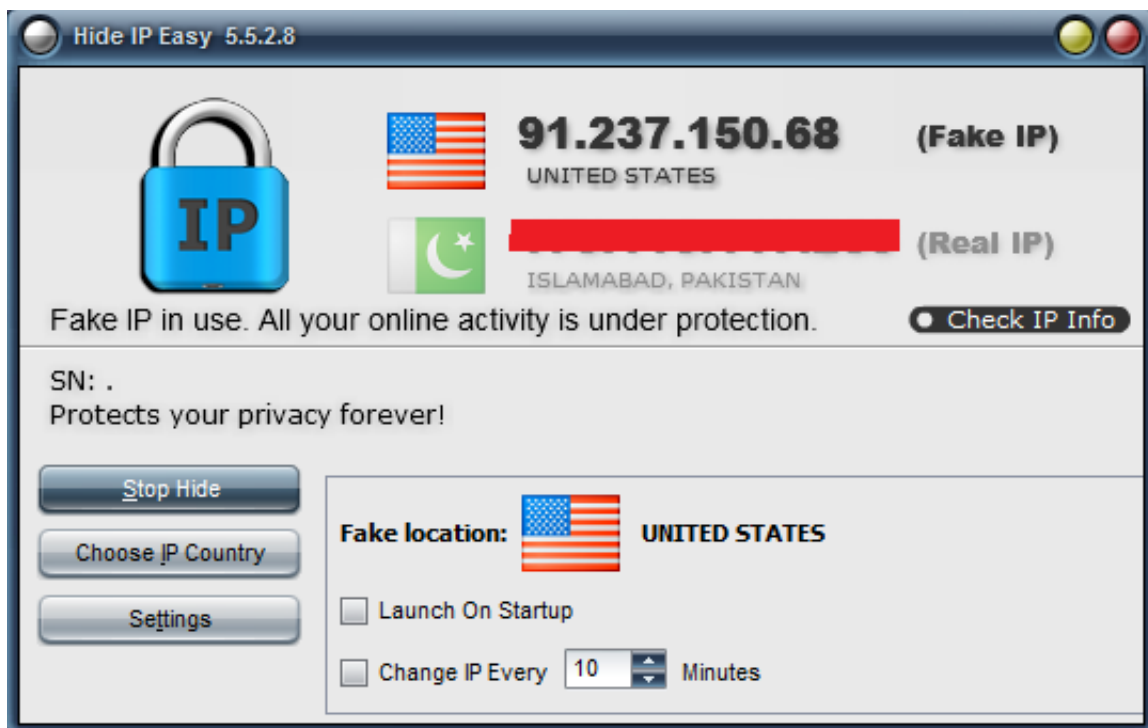 Hide IP Easy 5.5.2.8
IP
91.237.150.68 (Fake IP)
UNITED STATES
(Real IP)
ISLAMABAD, PAKISTAN
Fake IP in use. All your online activity is under protection.
Check IP Info
SN: .
Protects your privacy forever!
Stop Hide
Choose IP Country
Settings
Fake location: UNITED STATES
Launch On Startup
Change IP Every 10 Minutes